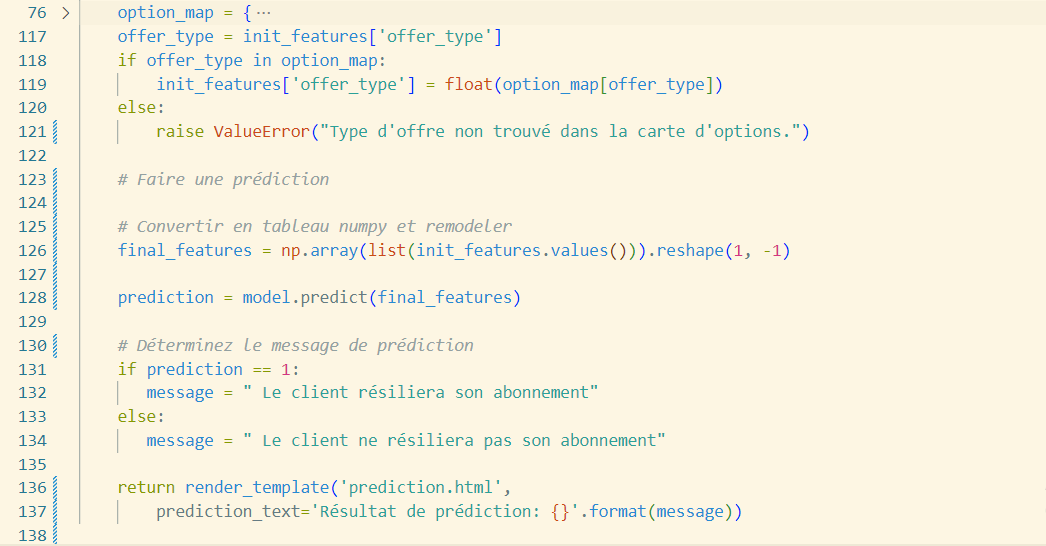 76 > option_map = { ...
117 offer_type = init_features['offer_type']
118 if offer_type in option_map:
119 init_features['offer_type'] = float(option_map[offer_type])
120 else:
121 raise ValueError("Type d'offre non trouvé dans la carte d'options.")
122
123 # Faire une prédiction
124
125 # Convertir en tableau numpy et remodeler
126 final_features = np.array(list(init_features.values())).reshape(1, -1)
127
128 prediction = model.predict(final_features)
129
130 # Déterminez le message de prédiction
131 if prediction == 1:
132 message = " Le client résiliera son abonnement"
133 else:
134 message = " Le client ne résiliera pas son abonnement"
135
136 return render_template('prediction.html',
137 prediction_text='Résultat de prédiction: {}'.format(message))
138